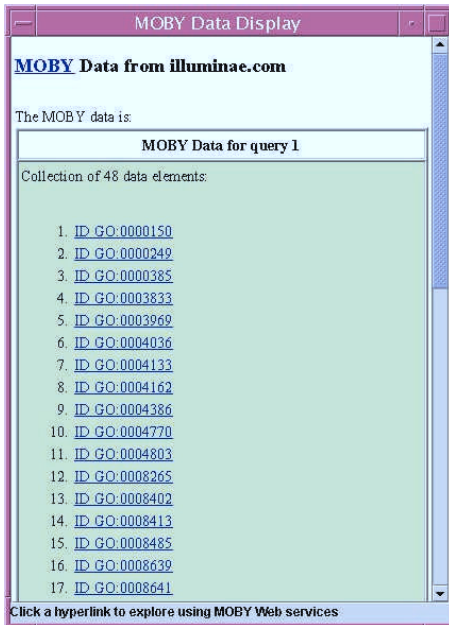 MOBY Data Display
MOBY Data from illuminae.com
The MOBY data is:
MOBY Data for query 1
Collection of 48 data elements:
1. ID GO:0000150
2. ID GO:0000249
3. ID GO:0000385
4. ID GO:0003833
5. ID GO:0003969
6. ID GO:0004036
7. ID GO:0004133
8. ID GO:0004162
9. ID GO:0004386
10. ID GO:0004770
11. ID GO:0004803
12. ID GO:0008265
13. ID GO:0008402
14. ID GO:0008413
15. ID GO:0008485
16. ID GO:0008639
17. ID GO:0008641
Click a hyperlink to explore using MOBY Web services